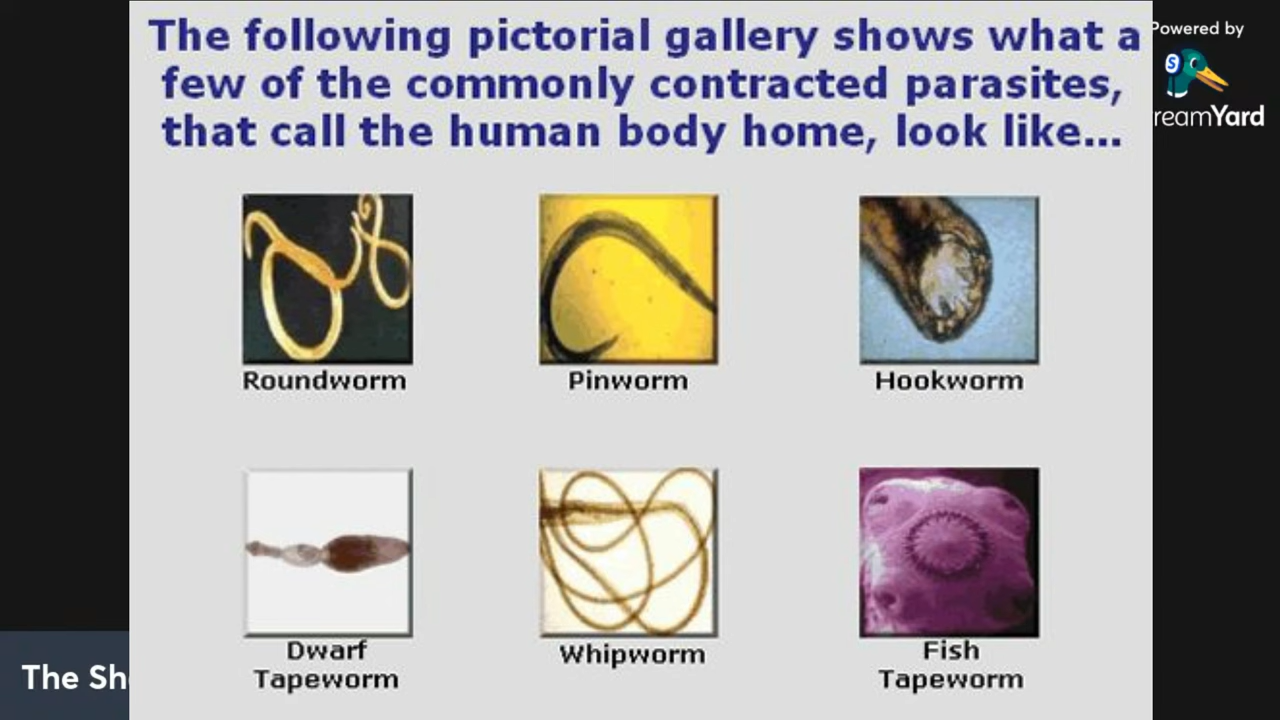 The following pictorial gallery shows what a
few of the commonly contracted parasites,
that call the human body home, look like...
Powered by
S
reamYard
Roundworm
Pinworm
Hookworm
Dwarf
Tapeworm
Whipworm
Fish
Tapeworm
The Sh